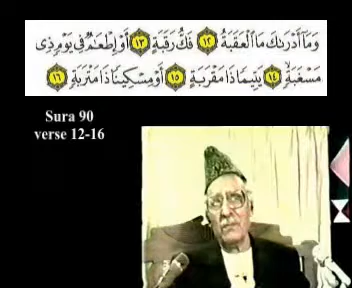 وَمَآ أَدْرَىٰكَ مَا ٱلْعَقَبَةُ ١٢ فَكُّ رَقَبَةٍ ١٣ أَوْ إِطْعَٰمٌ فِى يَوْمٍ ذِى
مَسْغَبَةٍ ١٤ يَتِيمًا ذَا مَقْرَبَةٍ ١٥ أَوْ مِسْكِينًا ذَا مَتْرَبَةٍ ١٦
Sura 90
verse 12-16